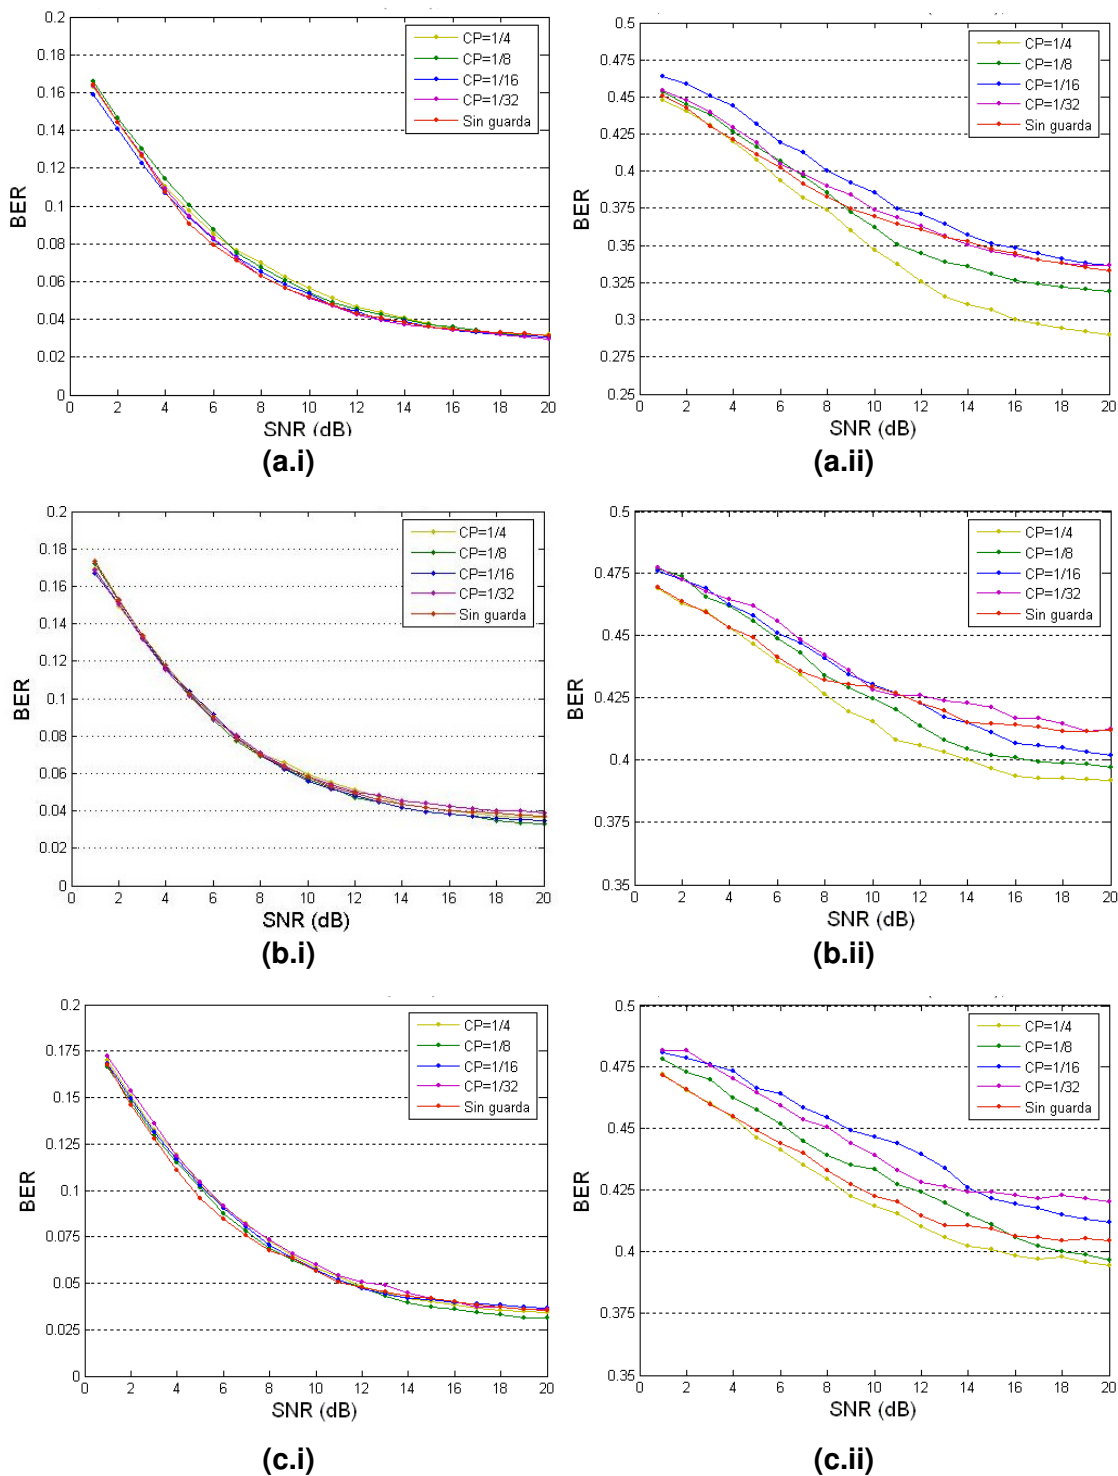 0.2
0.18
0.16
0.14
0.12
0.1
0.08
0.06
0.04
0.02
0
BER
0 2 4 6 8 10 12 14 16 18 20
SNR (dB)
CP=1/4
CP=1/8
CP=1/16
CP=1/32
Sin guarda
(a.i)
0.5
0.475
0.45
0.425
0.4
0.375
0.35
0.325
0.3
0.275
0.25
BER
0 2 4 6 8 10 12 14 16 18 20
SNR (dB)
CP=1/4
CP=1/8
CP=1/16
CP=1/32
Sin guarda
(a.ii)
0.2
0.18
0.16
0.14
0.12
0.1
0.08
0.06
0.04
0.02
0
BER
0 2 4 6 8 10 12 14 16 18 20
SNR (dB)
CP=1/4
CP=1/8
CP=1/16
CP=1/32
Sin guarda
(b.i)
0.5
0.475
0.45
0.425
0.4
0.375
0.35
BER
0 2 4 6 8 10 12 14 16 18 20
SNR (dB)
CP=1/4
CP=1/8
CP=1/16
CP=1/32
Sin guarda
(b.ii)
0.2
0.175
0.15
0.125
0.1
0.075
0.05
0.025
0
BER
0 2 4 6 8 10 12 14 16 18 20
SNR (dB)
CP=1/4
CP=1/8
CP=1/16
CP=1/32
Sin guarda
(c.i)
0.5
0.475
0.45
0.425
0.4
0.375
0.35
BER
0 2 4 6 8 10 12 14 16 18 20
SNR (dB)
CP=1/4
CP=1/8
CP=1/16
CP=1/32
Sin guarda
(c.ii)